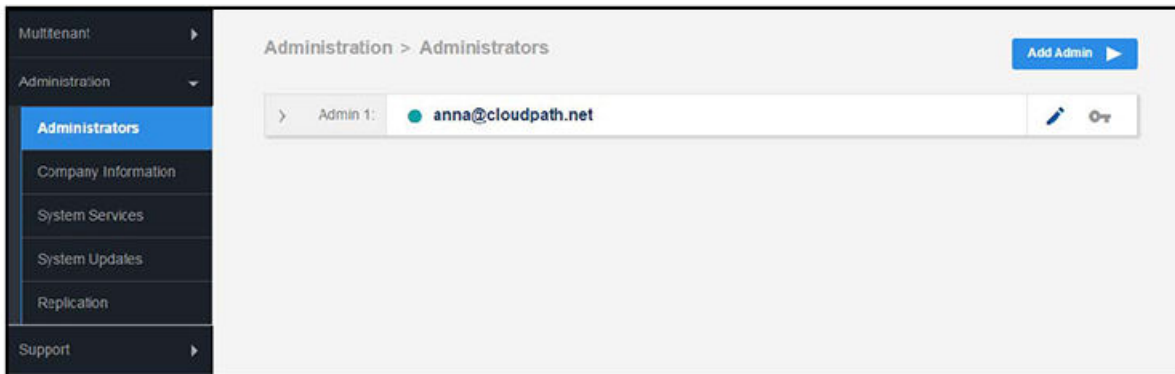 Multitenant
Administration
Administrators
Company Information
System Services
System Updates
Replication
Support
Administration > Administrators
Add Admin
Admin 1: anna@cloudpath.net